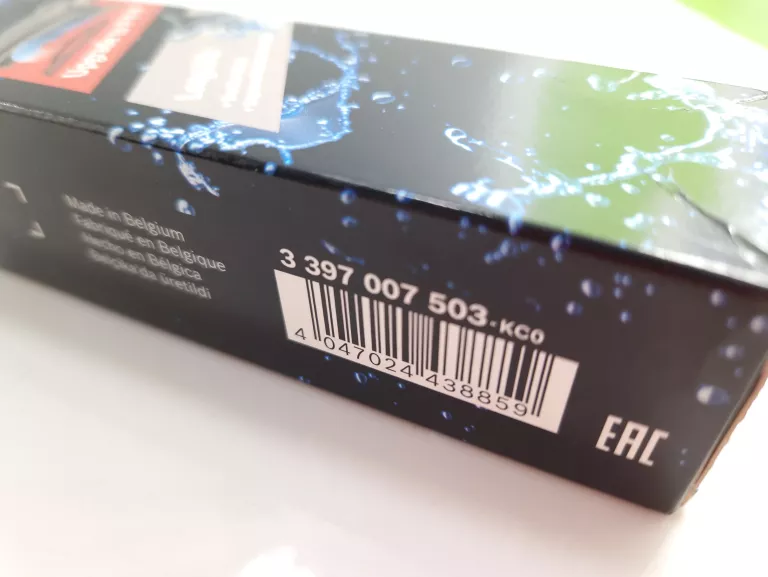 Made in Belgium
Fabriqué en Belgique
Hecho en Bélgica
Belçika'da üretildi
3 397 007 503-KC0
4 047024 438859
EAC